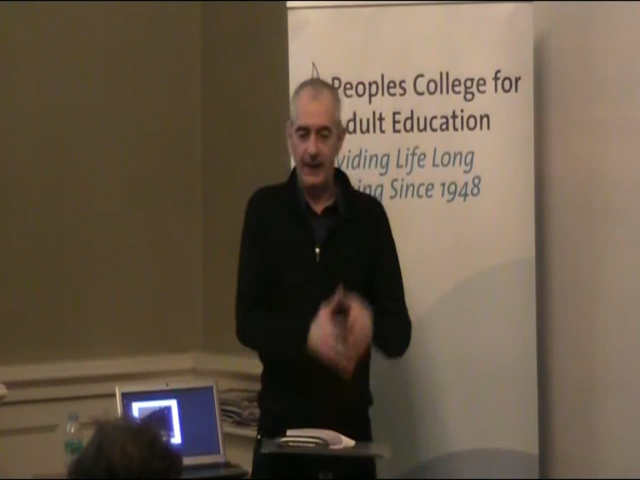 Peoples College for
dult Education
viding Life Long
ing Since 1948